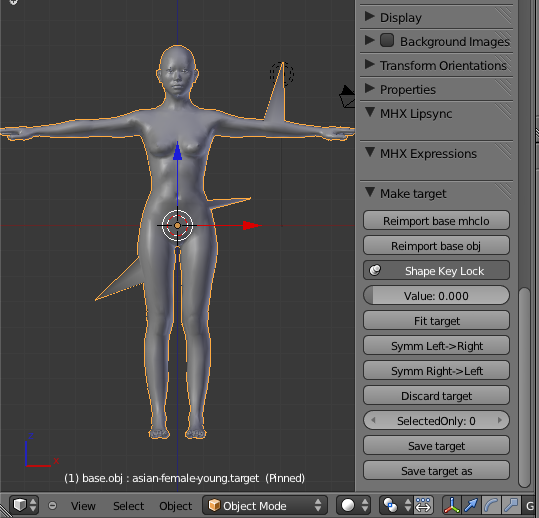 Display
Background Images
Transform Orientations
Properties
MHX Lipsync
MHX Expressions
Make target
Reimport base mhclo
Reimport base obj
Shape Key Lock
Value: 0.000
Fit target
Symm Left->Right
Symm Right->Left
Discard target
SelectedOnly: 0
Save target
Save target as
(1) base.obj : asian-female-young.target (Pinned)
View Select Object Object Mode G